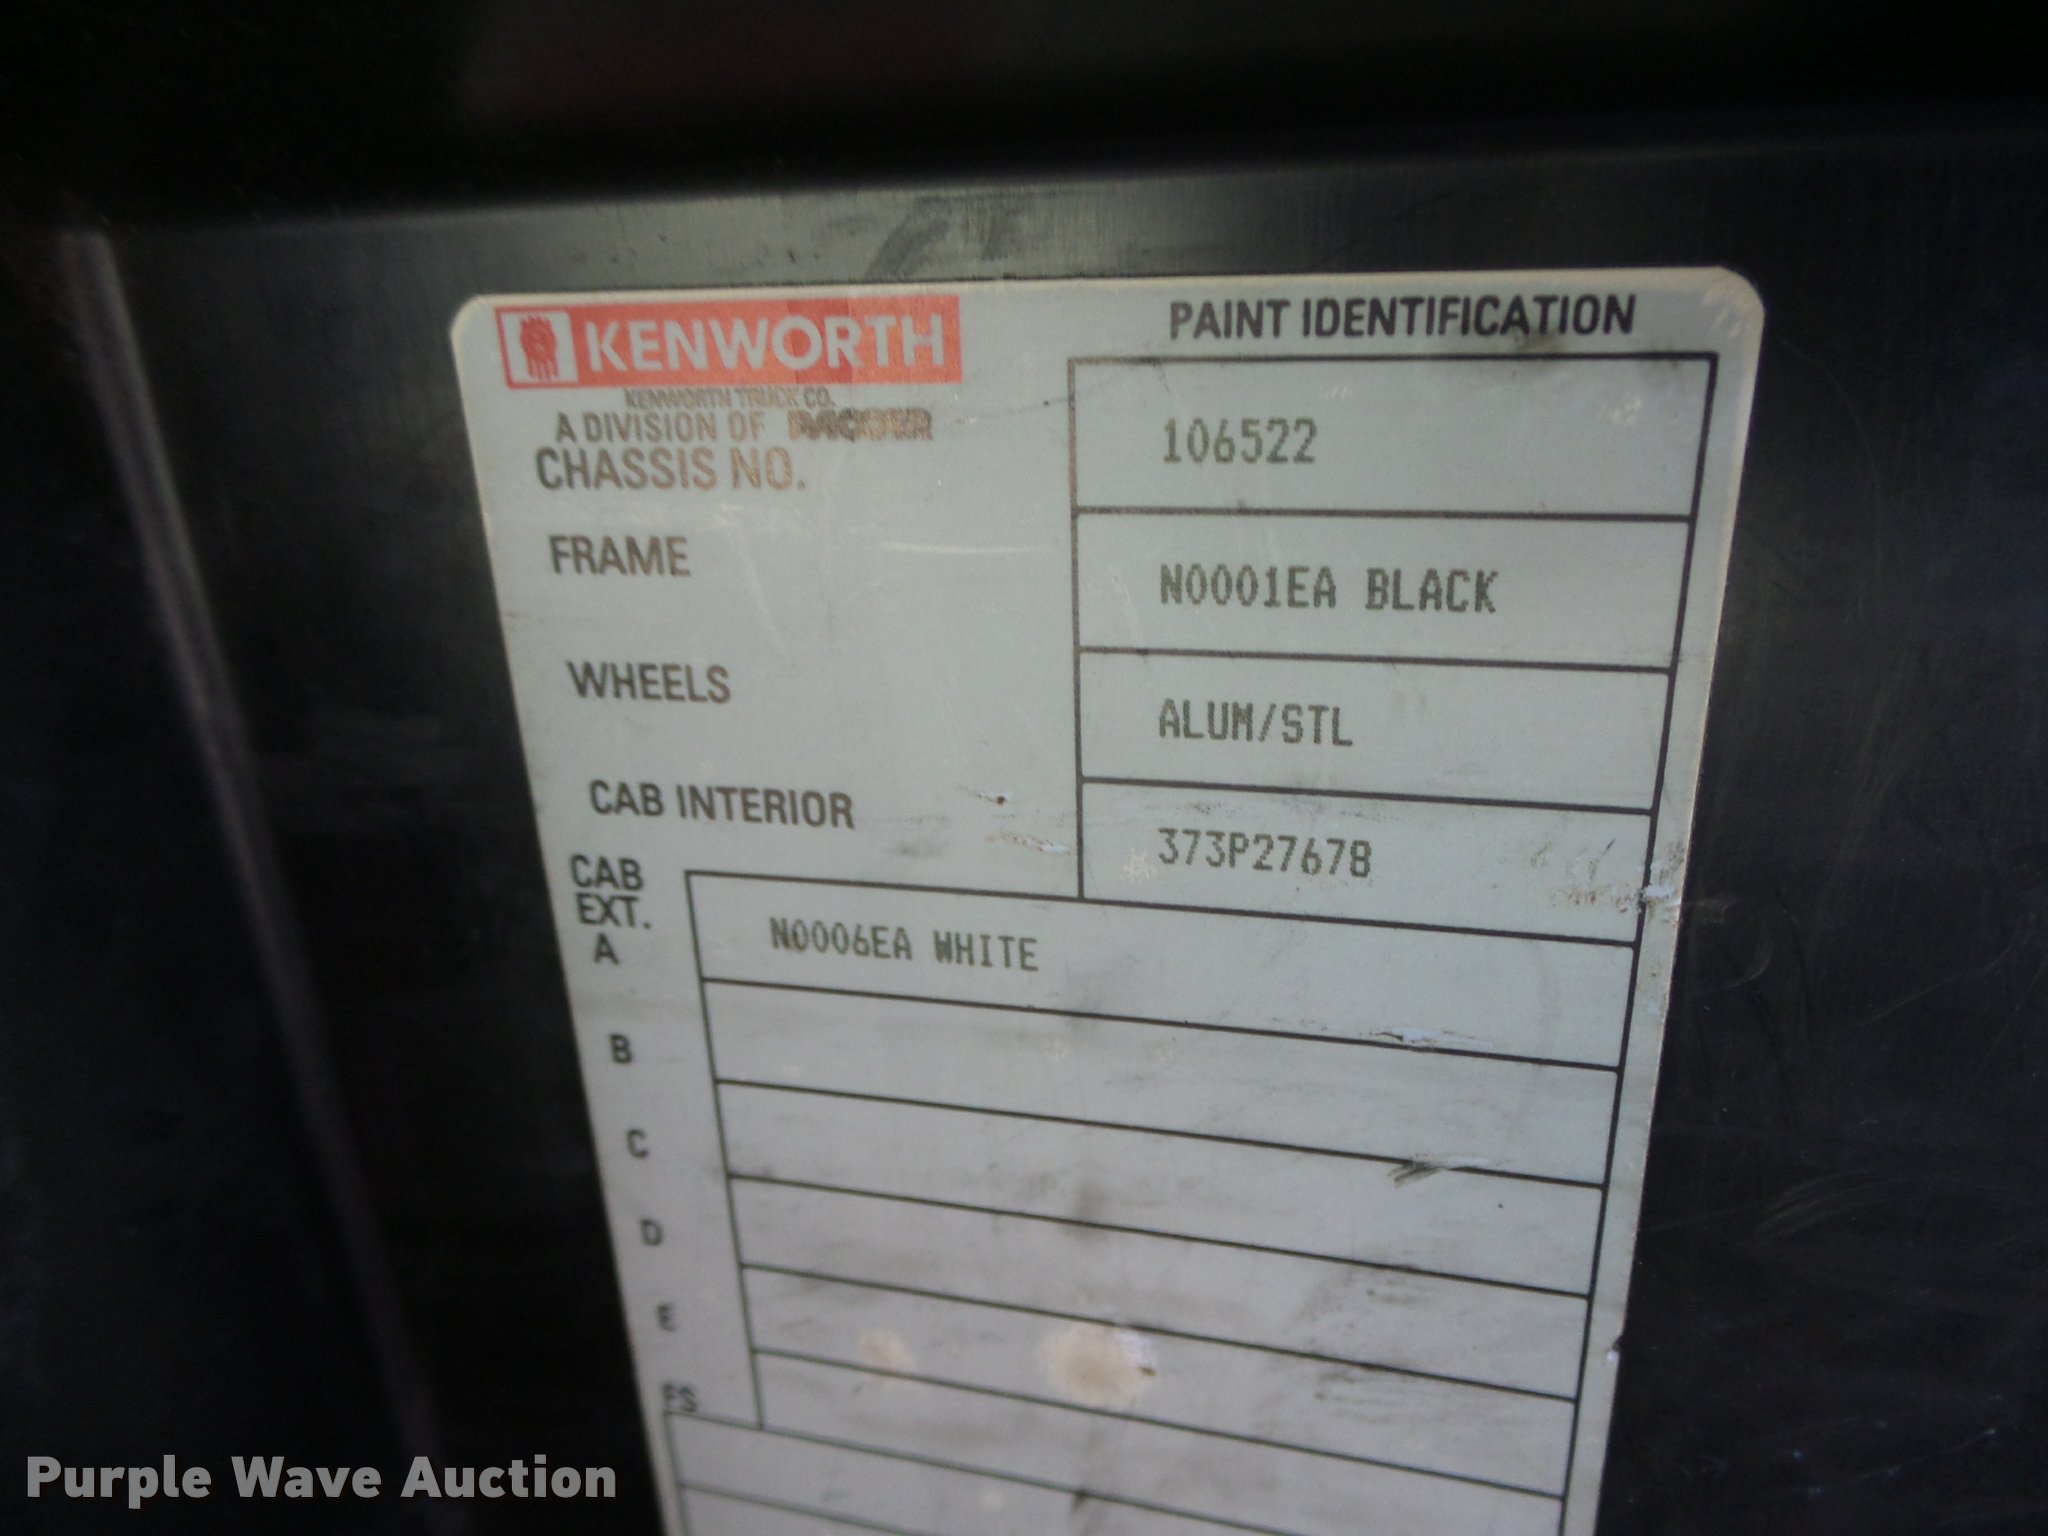 KENWORTH
PAINT IDENTIFICATION
KENWORTH TRUCK CO.
A DIVISION OF PACCAR
CHASSIS NO. 106522
FRAME N0001EA BLACK
WHEELS ALUM/STL
CAB INTERIOR 373P27678
CAB
EXT.
A N0006EA WHITE
B
C
D
E
Purple Wave Auction